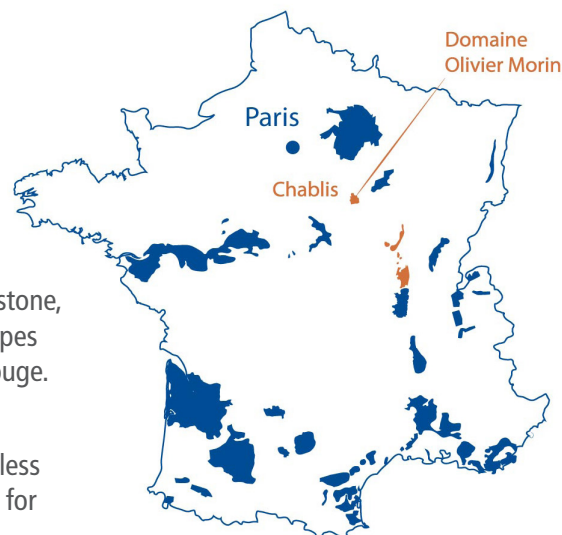 Domaine
Olivier Morin
Paris
Chablis
stone,
pes
ouge.
less
for